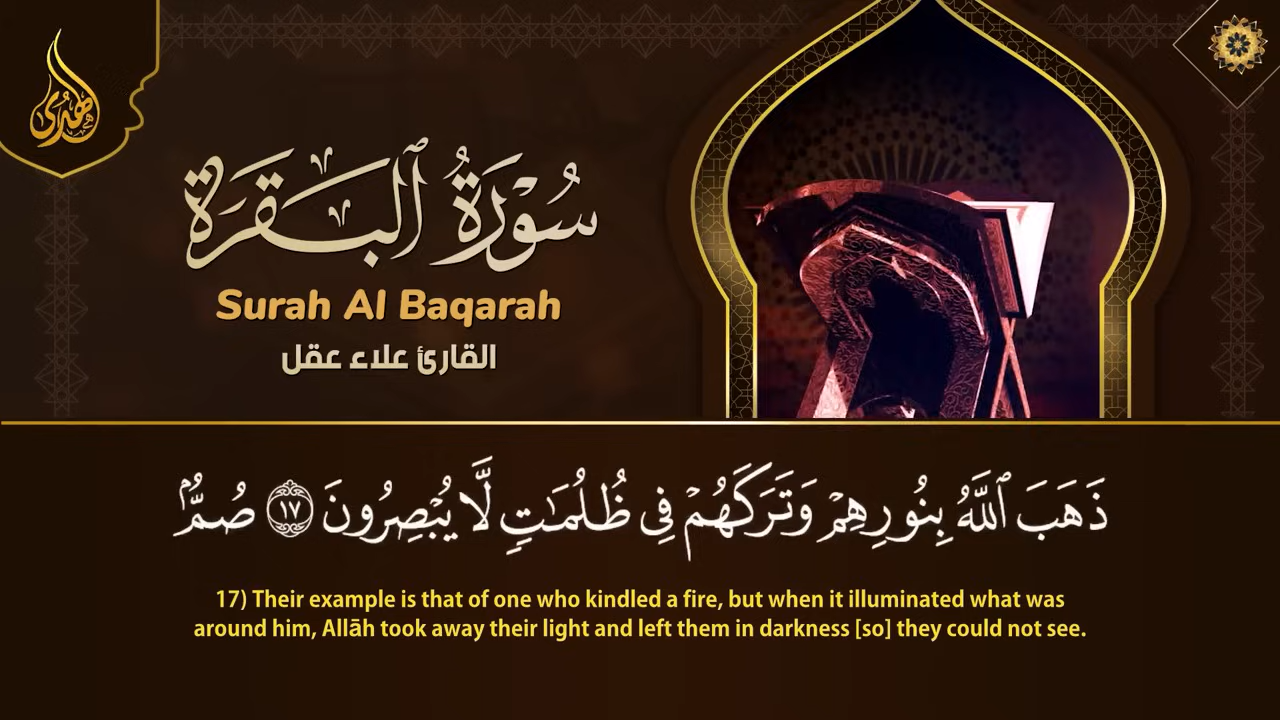 هدى
سُورَةُ ٱلْبَقَرَةِ
Surah Al Baqarah
القارئ علاء عقل
ذَهَبَ ٱللَّهُ بِنُورِهِمْ وَتَرَكَهُمْ فِى ظُلُمَـٰتٍ لَّا يُبْصِرُونَ ١٧ صُمٌّۢ
17) Their example is that of one who kindled a fire, but when it illuminated what was
around him, Allāh took away their light and left them in darkness [so] they could not see.